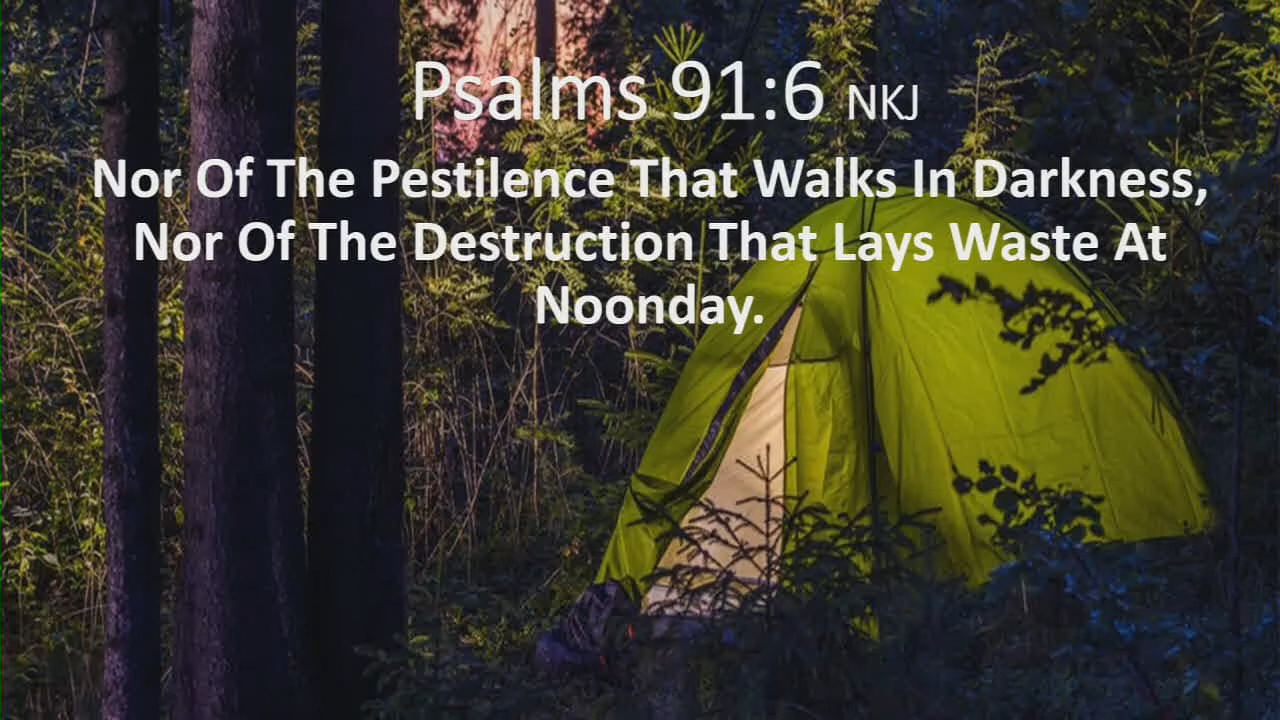 Psalms 91:6 NKJ
Nor Of The Pestilence That Walks In Darkness,
Nor Of The Destruction That Lays Waste At
Noonday.